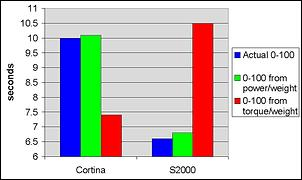 11
10.5
10
9.5
9
8.5
8
7.5
7
6.5
6
seconds
Cortina
S2000
Actual 0-100
0-100 from
power/weight
0-100 from
torque/weight